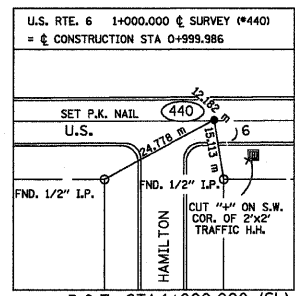 U.S. RTE. 6 1+000.000 ℄ SURVEY (#440)
= ℄ CONSTRUCTION STA 0+999.986
12.182 m
SET P.K. NAIL
440
U.S.
24.778 m
15.113 m
6
FND. 1/2" I.P.
FND. 1/2" I.P.
CUT "+" ON S.W.
COR. OF 2'x2'
TRAFFIC H.H.
HAMILTON